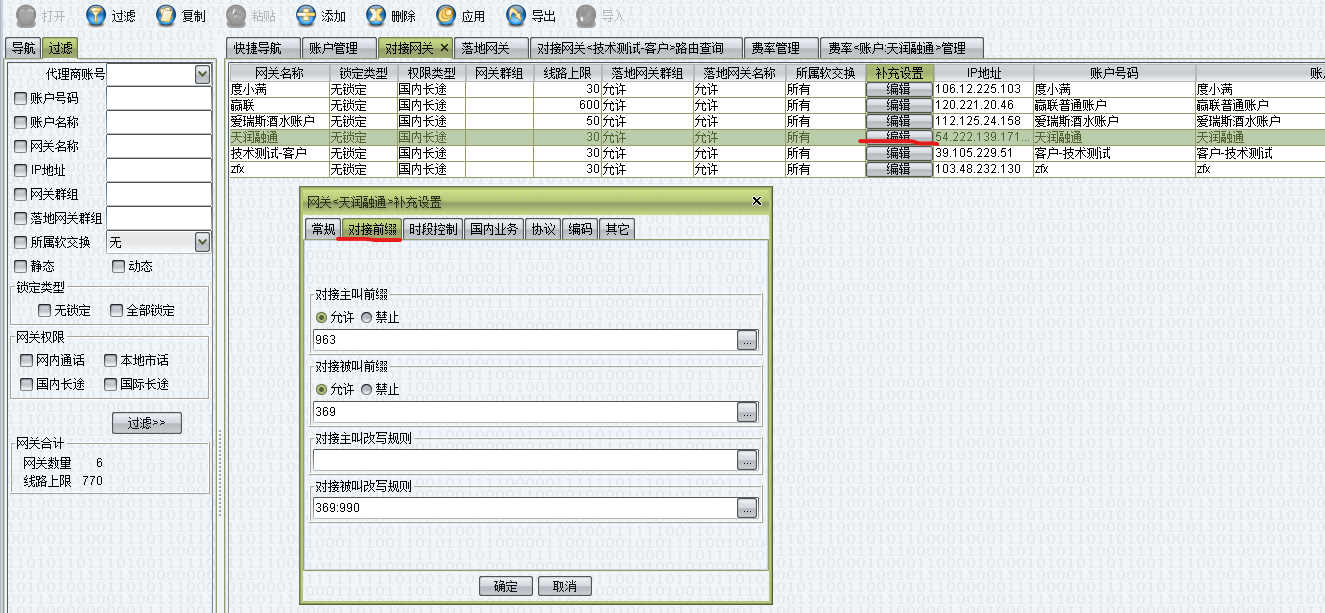 打开 过滤 复制 粘贴 添加 删除 应用 导出 导入
导航 过滤
快捷导航 账户管理 对接网关 × 落地网关 对接网关<技术测试-客户>路由查询 费率管理 费率<账户:天润融通>管理
代理商账号
账户号码
账户名称
网关名称
IP地址
网关群组
落地网关群组
所属软交换 无
静态 动态
锁定类型
无锁定 全部锁定
网关权限
网内通话 本地市话
国内长途 国际长途
过滤>>
网关合计
网关数量 6
线路上限 770
网关名称 锁定类型 权限类型 网关群组 线路上限 落地网关群组 落地网关名称 所属软交换 补充设置 IP地址 账户号码 账
度小满 无锁定 国内长途 30 允许 允许 所有 编辑 106.12.225.103 度小满 度小满
赢联 无锁定 国内长途 600 允许 允许 所有 编辑 120.221.20.46 赢联普通账户 赢联普通账户
爱瑞斯酒水账户 无锁定 国内长途 50 允许 允许 所有 编辑 112.125.24.158 爱瑞斯酒水账户 爱瑞斯酒水账户
天润融通 无锁定 国内长途 30 允许 允许 所有 编辑 54.222.139.171... 天润融通 天润融通
技术测试-客户 无锁定 国内长途 30 允许 允许 所有 编辑 39.105.229.51 客户-技术测试 客户-技术测试
zfx 无锁定 国内长途 30 允许 允许 所有 编辑 103.48.232.130 zfx zfx
网关<天润融通>补充设置 ×
常规 对接前缀 时段控制 国内业务 协议 编码 其它
对接主叫前缀
允许 禁止
963 ...
对接被叫前缀
允许 禁止
369 ...
对接主叫改写规则
...
对接被叫改写规则
369:990 ...
确定 取消